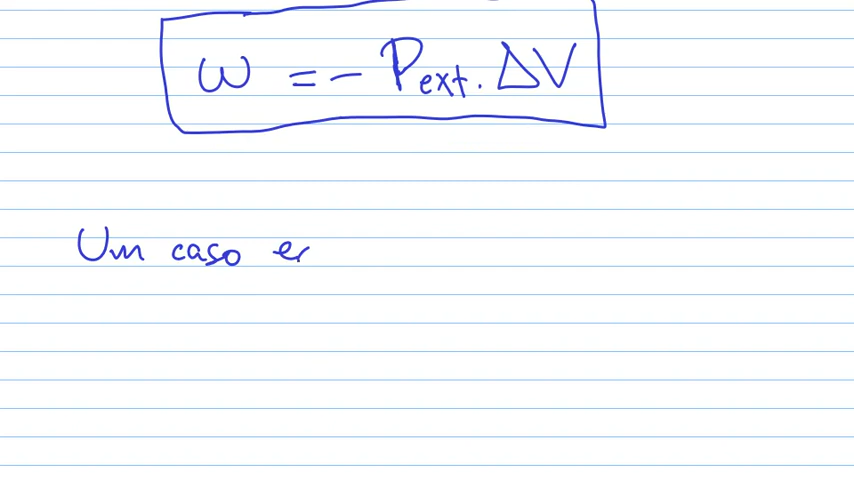 ω = - Pext. ΔV
Um caso er